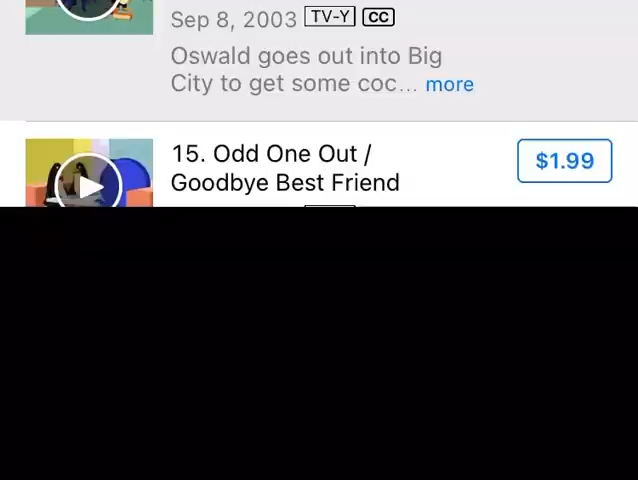 Sep 8, 2003 TV-Y CC
Oswald goes out into Big
City to get some coc... more
15. Odd One Out /
Goodbye Best Friend
$1.99